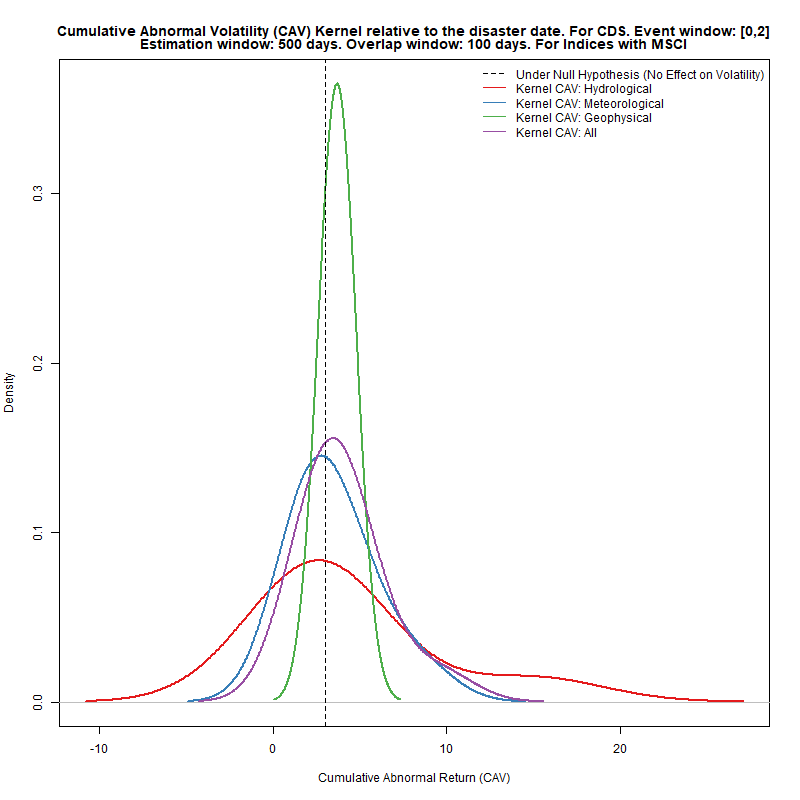 Cumulative Abnormal Volatility (CAV) Kernel relative to the disaster date. For CDS. Event window: [0,2]
Estimation window: 500 days. Overlap window: 100 days. For Indices with MSCI
Under Null Hypothesis (No Effect on Volatility)
Kernel CAV: Hydrological
Kernel CAV: Meteorological
Kernel CAV: Geophysical
Kernel CAV: All
Density
0.3
0.2
0.1
0.0
-10 0 10 20
Cumulative Abnormal Return (CAV)